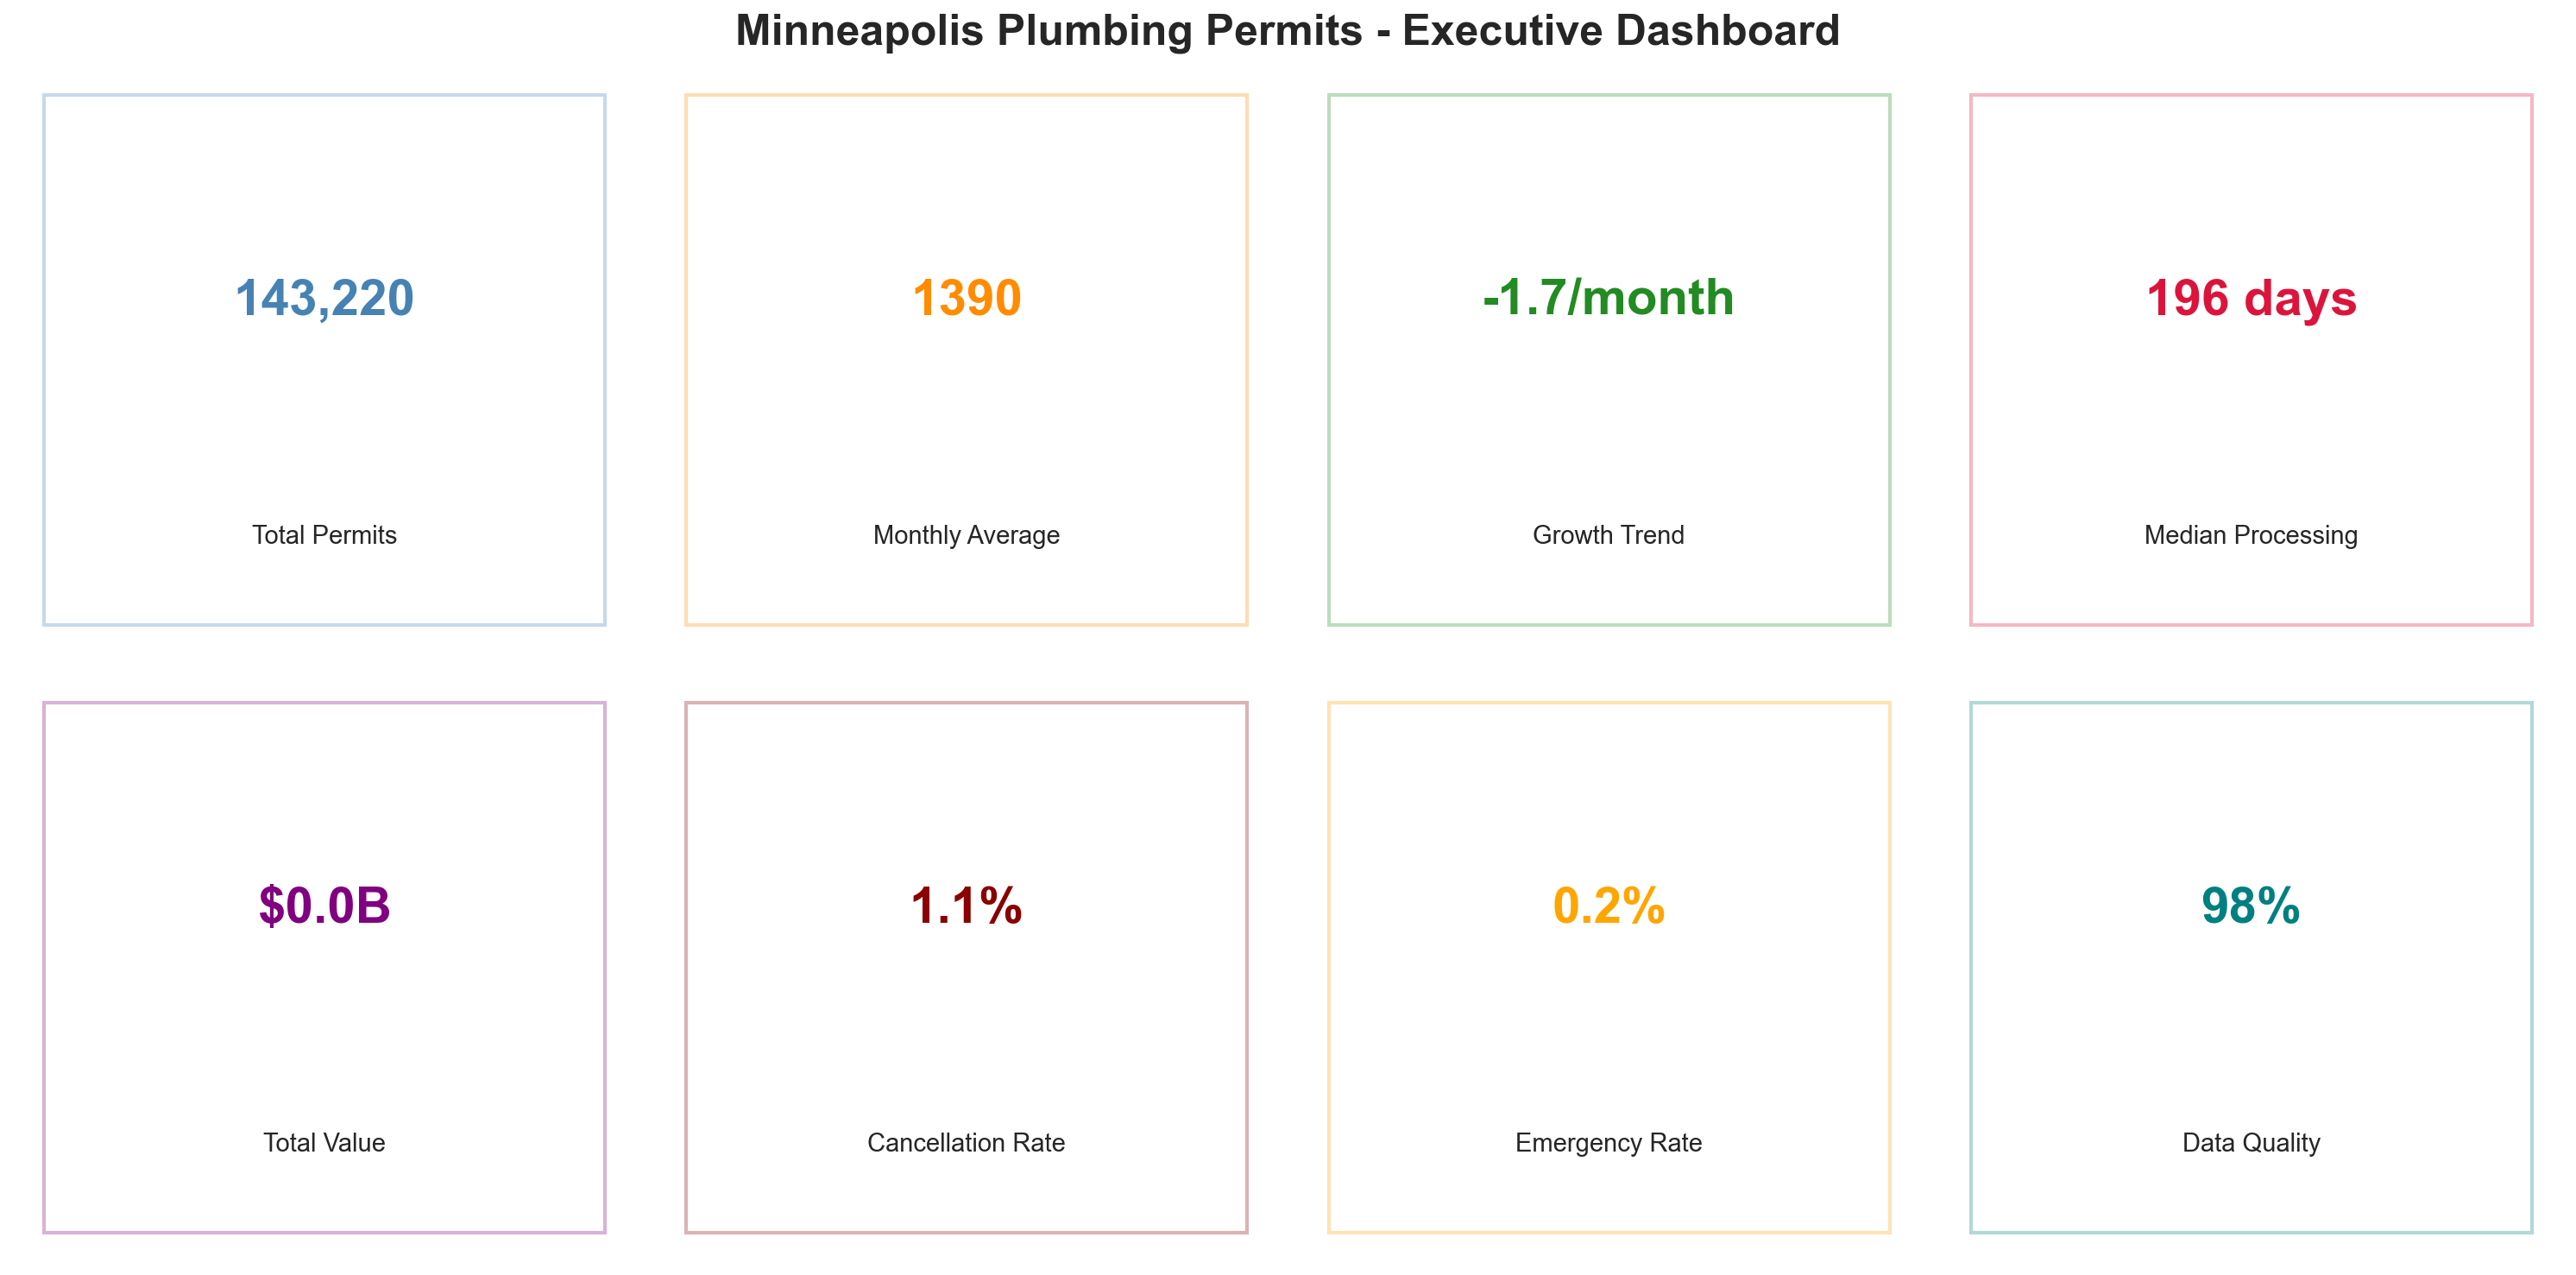 Minneapolis Plumbing Permits - Executive Dashboard
143,220
Total Permits
1390
Monthly Average
-1.7/month
Growth Trend
196 days
Median Processing
$0.0B
Total Value
1.1%
Cancellation Rate
0.2%
Emergency Rate
98%
Data Quality